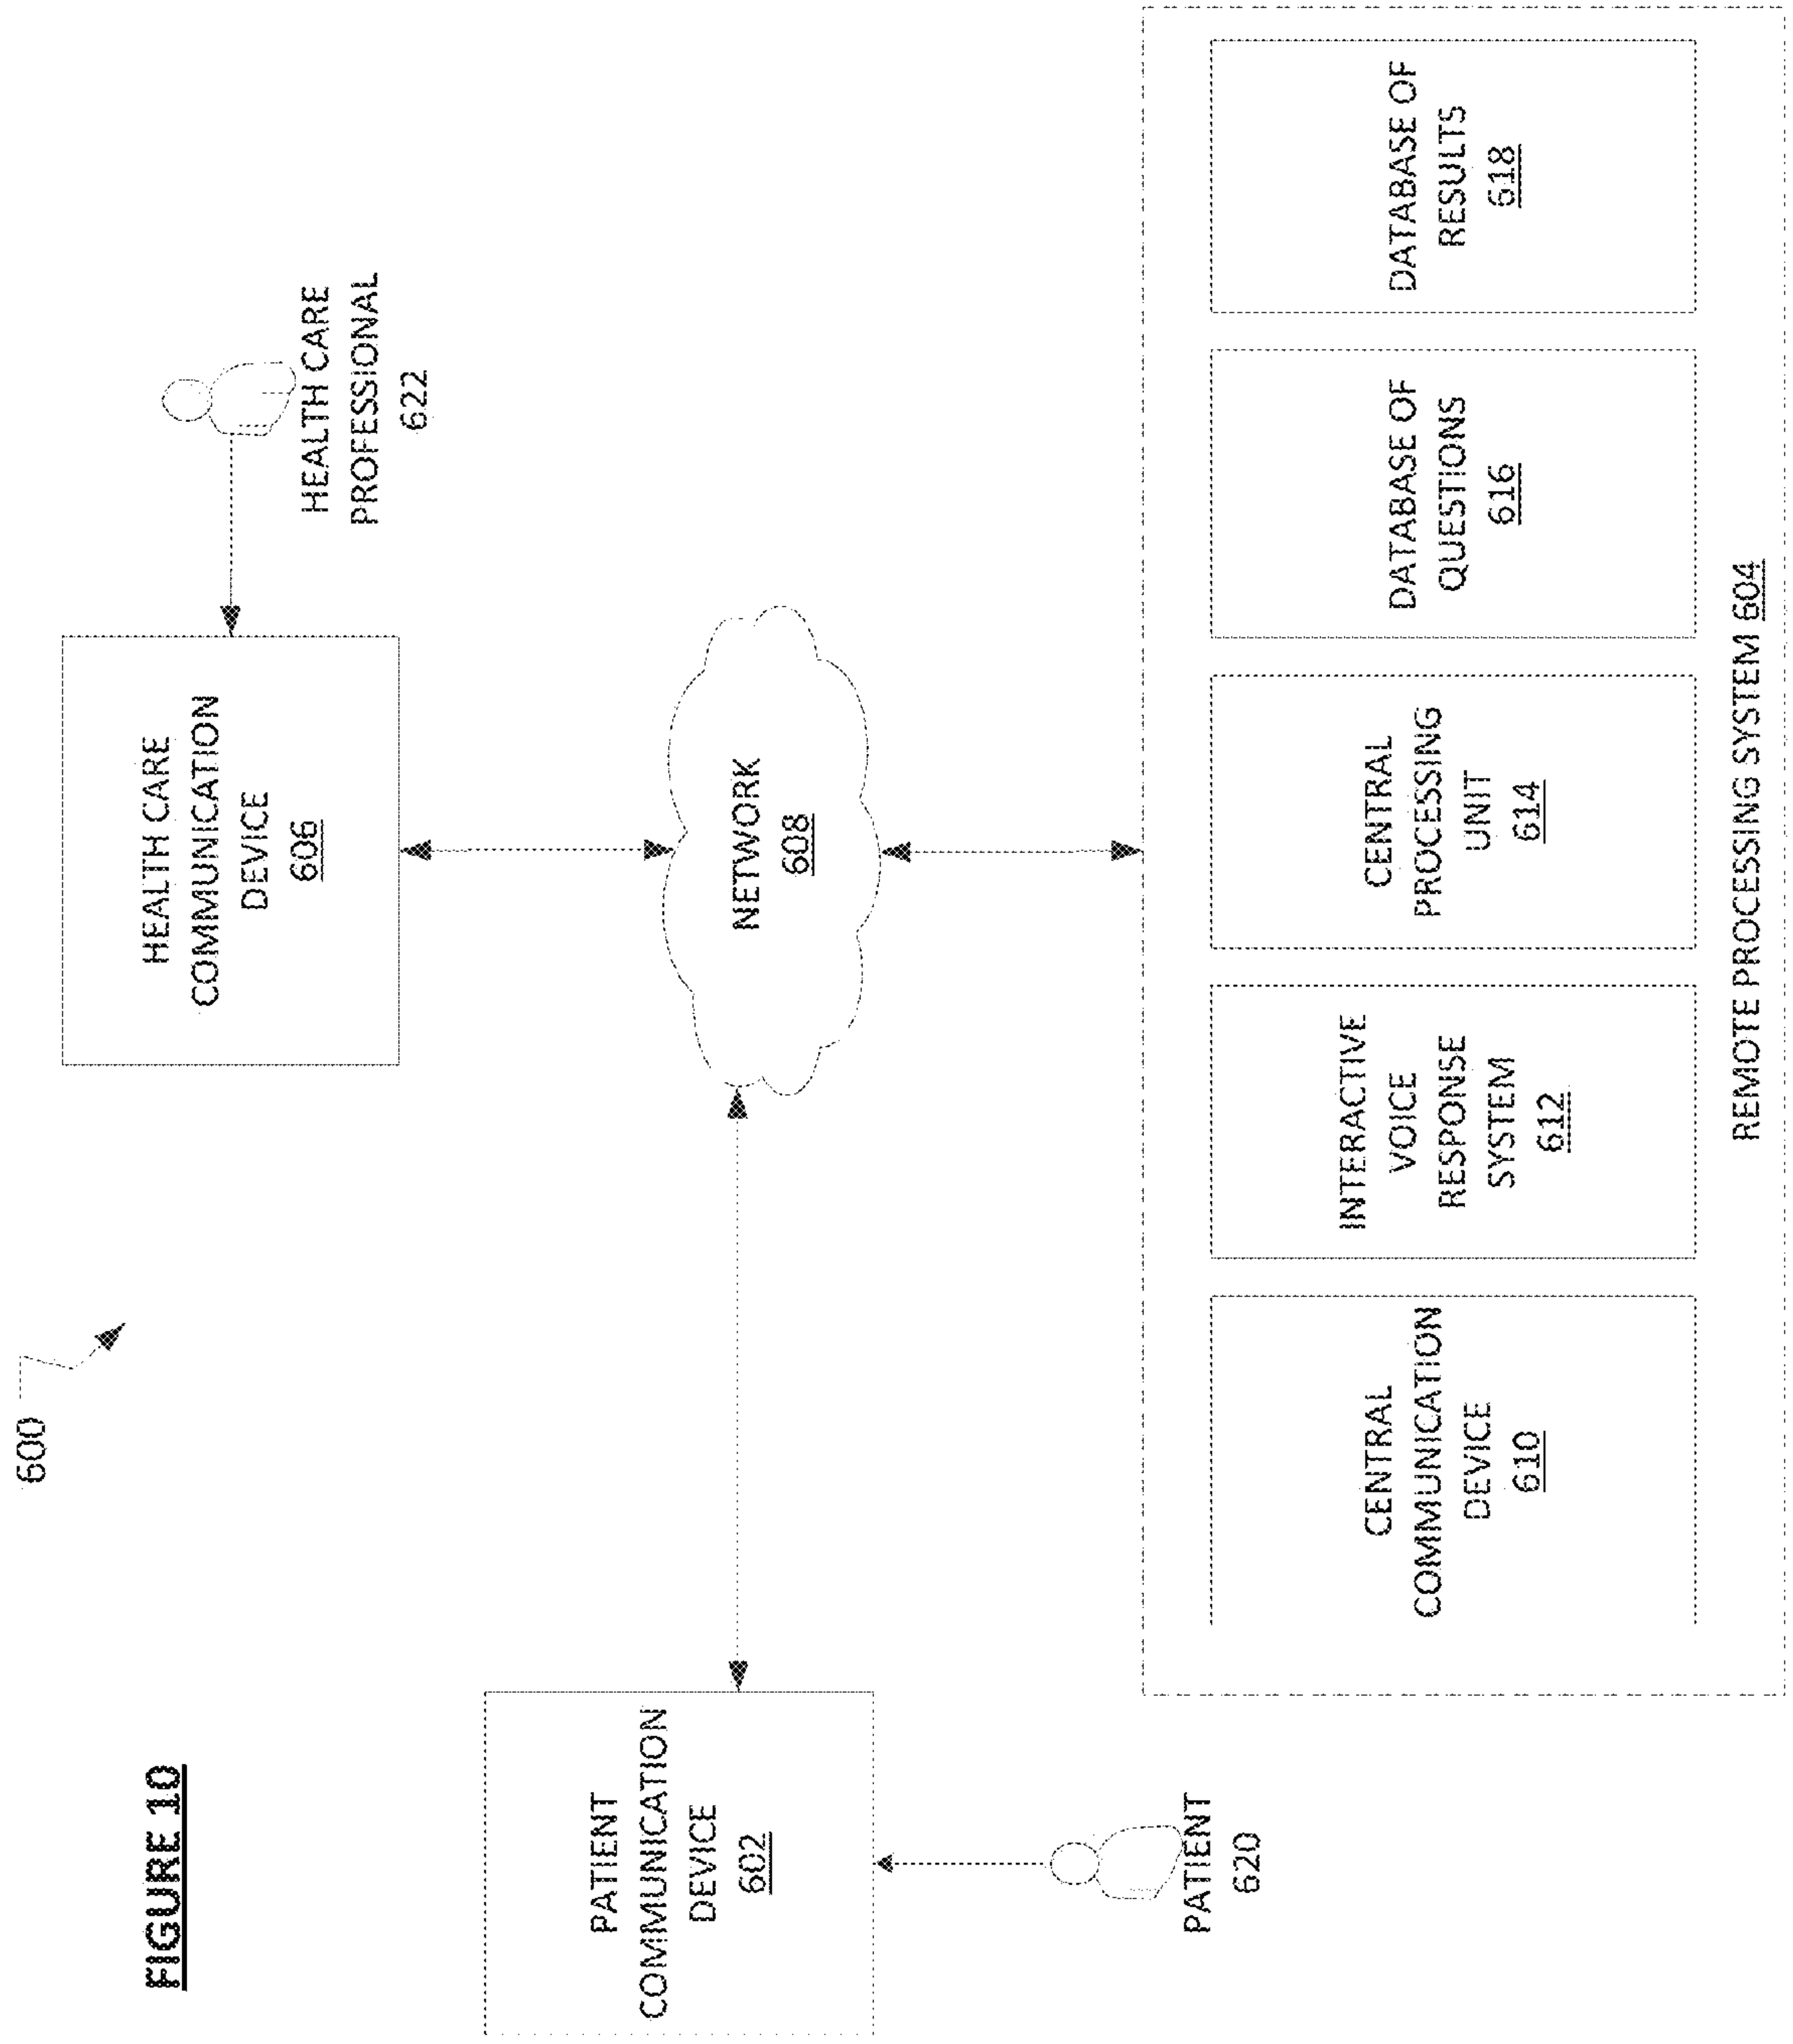 FIGURE 10
600
PATIENT
COMMUNICATION
DEVICE
602
PATIENT
620
HEALTH CARE
COMMUNICATION
DEVICE
606
HEALTH CARE
PROFESSIONAL
622
NETWORK
608
CENTRAL
COMMUNICATION
DEVICE
610
INTERACTIVE
VOICE
RESPONSE
SYSTEM
612
CENTRAL
PROCESSING
UNIT
614
DATABASE OF
QUESTIONS
616
DATABASE OF
RESULTS
618
REMOTE PROCESSING SYSTEM 604